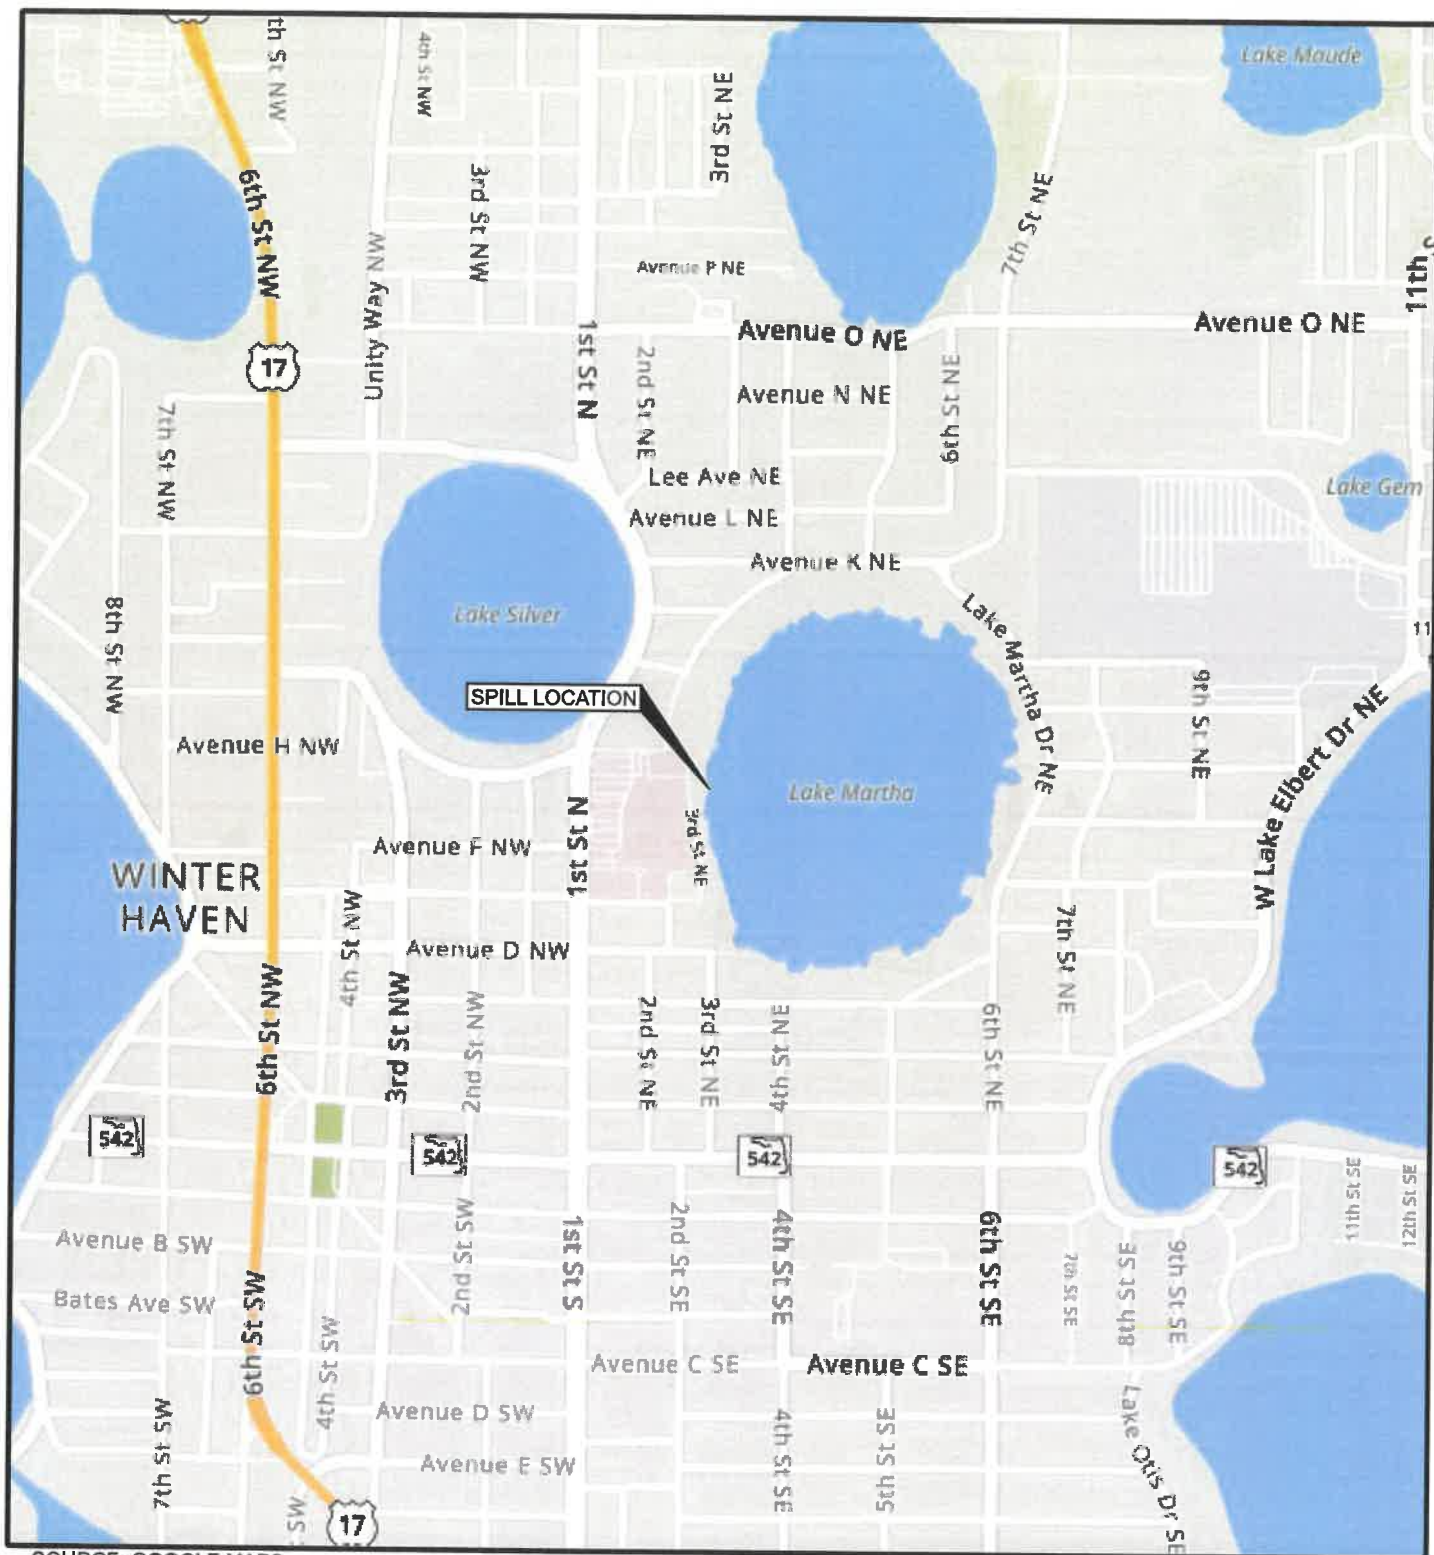 th St NW
4th St NW
3rd St NE
Lake Maude
6th St NW
3rd St NW
7th St NE
Unity Way NW
Avenue P NE
11th
Avenue O NE
Avenue O NE
1st St N
17
2nd St NE
Avenue N NE
6th St NE
7th St NW
Lee Ave NE
Lake Gem
Avenue L NE
Avenue K NE
8th St NW
Lake Silver
Lake Martha Dr NE
11
SPILL LOCATION
9th St NE
W Lake Elbert Dr NE
Avenue H NW
Lake Martha
1st St N
3rd St NE
Avenue F NW
WINTER
HAVEN
4th St NW
Avenue D NW
7th St NE
6th St NW
3rd St NW
2nd St NW
2nd St NE
3rd St NE
4th St NE
6th St NE
542
542
542
542
11th St SE
12th St SE
Avenue B SW
2nd St SW
1st St S
2nd St SE
4th St SE
6th St SE
7th St SE
8th St SE
9th St SE
Bates Ave SW
6th St SW
4th St SW
Avenue C SE
Avenue C SE
7th St SW
Avenue D SW
4th St SE
5th St SE
Lake Otis Dr SE
Avenue E SW
SW
17
SOURCE: GOOGLE MAPS